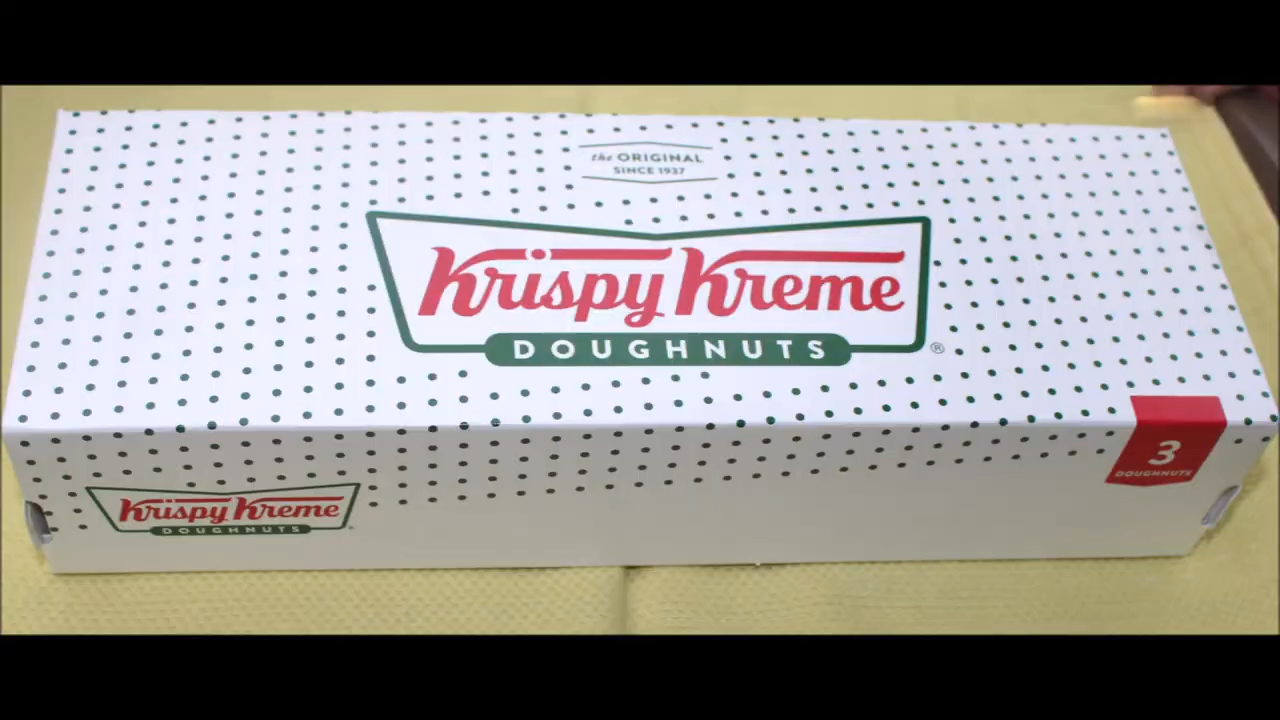 the ORIGINAL
SINCE 1937
Krispy Kreme
DOUGHNUTS ®
3
DOUGHNUTS
Krispy Kreme
DOUGHNUTS